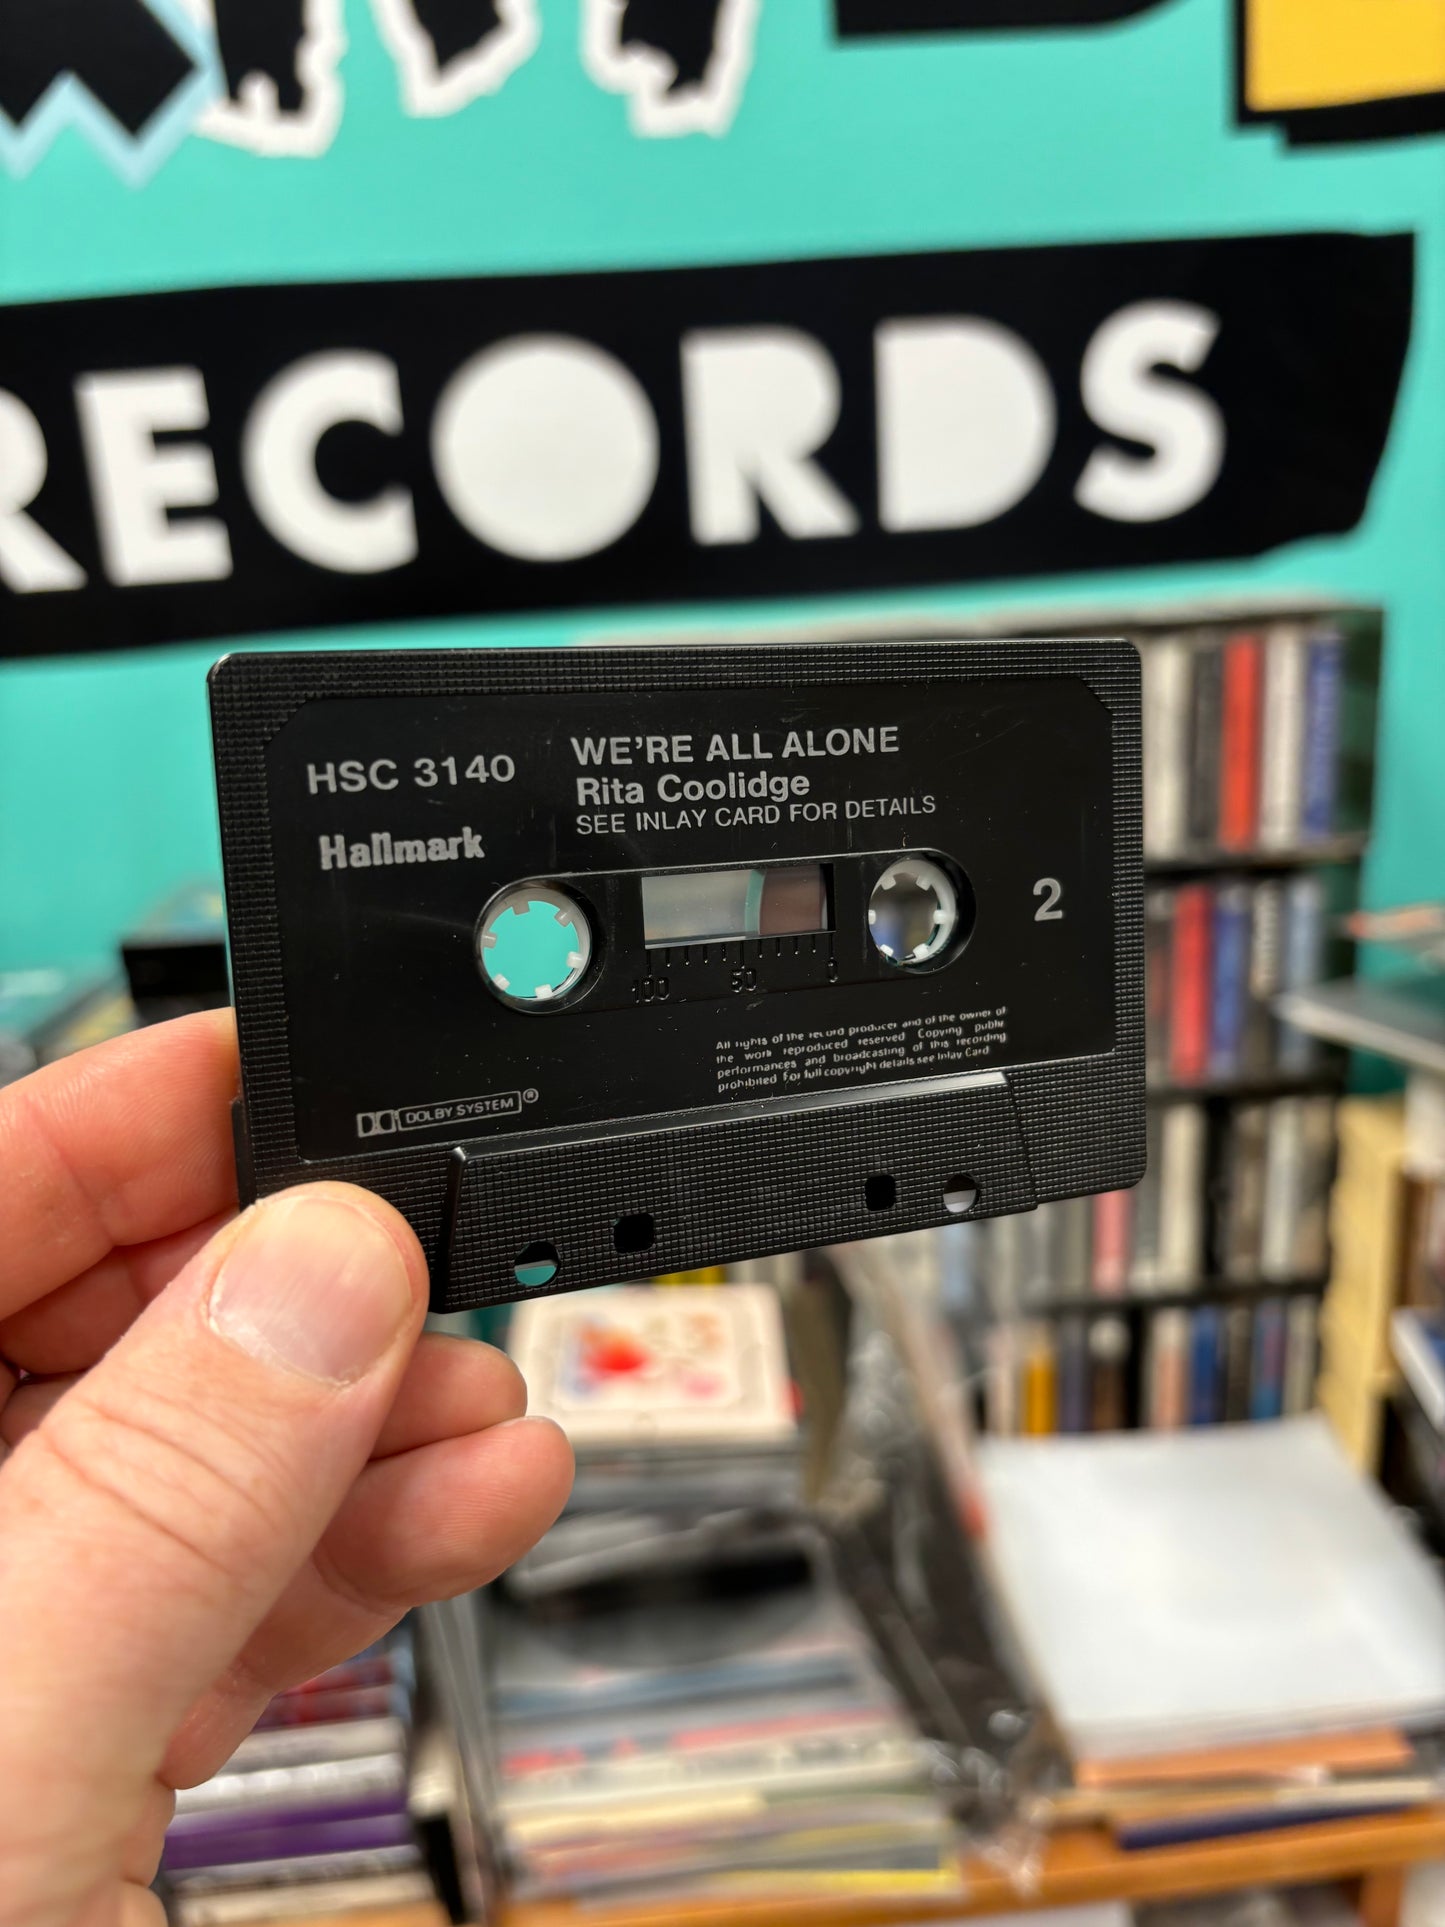 RECORDS
HSC 3140
WE'RE ALL ALONE
Rita Coolidge
SEE INLAY CARD FOR DETAILS
Hallmark
2
100 50 0
All rights of the record producer and of the owner of
the work reproduced reserved Copying public
performances and broadcasting of this recording
prohibited For full copyright details see Inlay Card
DOLBY SYSTEM ®